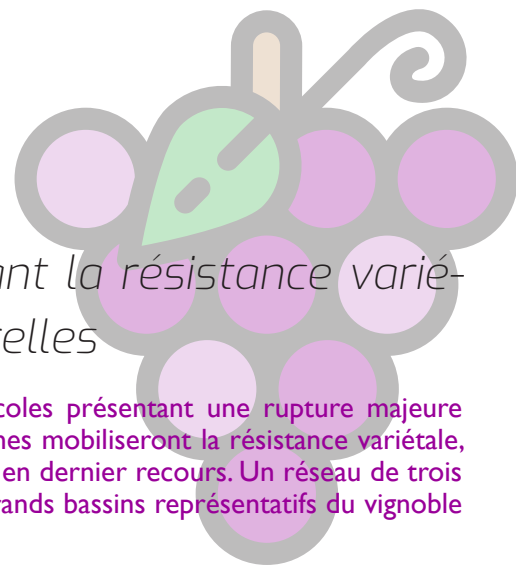 ant la résistance varié-
elles
coles présentant une rupture majeure
nes mobiliseront la résistance variétale,
en dernier recours. Un réseau de trois
rands bassins représentatifs du vignoble